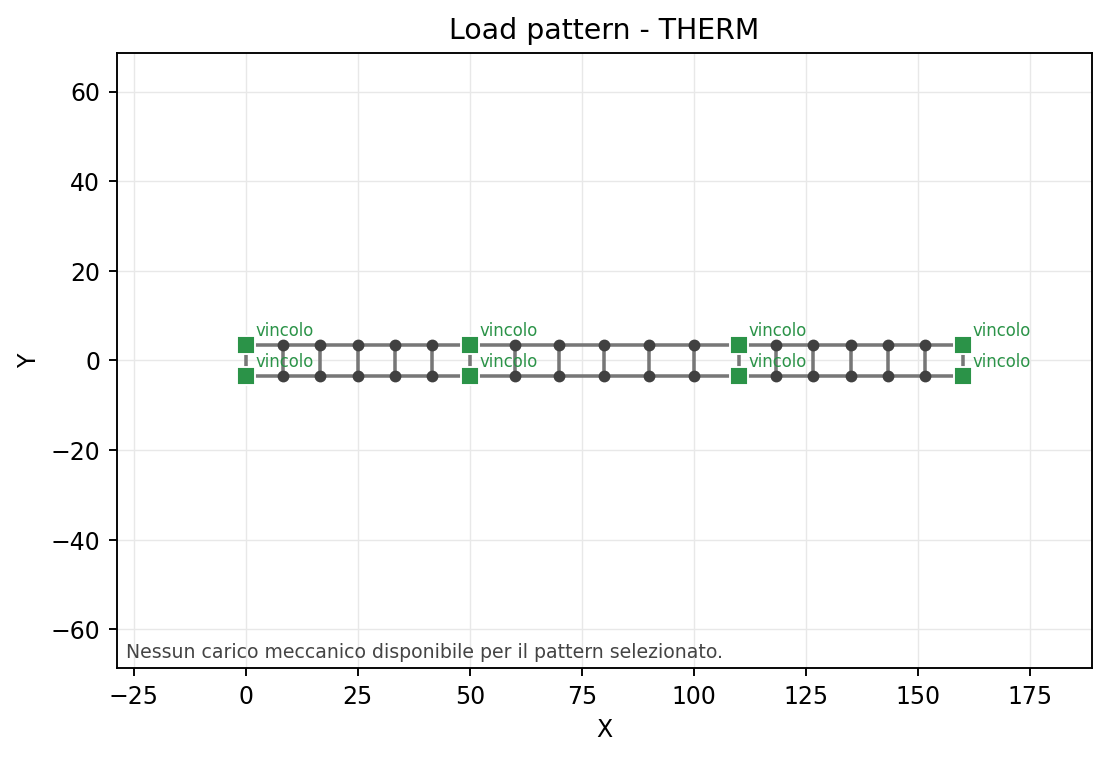 Load pattern - THERM
Y
60
40
20
0
−20
−40
−60
vincolo vincolo vincolo vincolo
vincolo vincolo vincolo vincolo
Nessun carico meccanico disponibile per il pattern selezionato.
−25 0 25 50 75 100 125 150 175
X